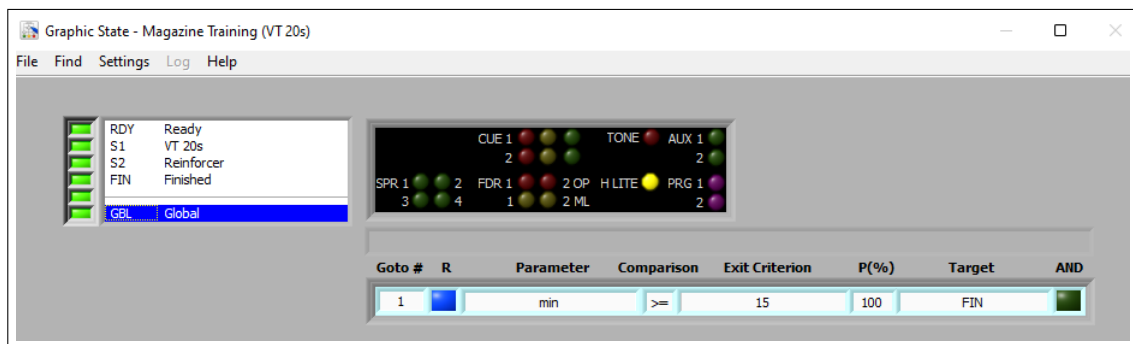 Graphic State - Magazine Training (VT 20s)
File Find Settings Log Help
RDY Ready
S1 VT 20s
S2 Reinforcer
FIN Finished
GBL Global
CUE 1 TONE AUX 1
2 2
SPR 1 2 FDR 1 2 OP H LITE PRG 1
3 4 1 2 ML 2
Goto # R Parameter Comparison Exit Criterion P(%) Target AND
1 min >= 15 100 FIN